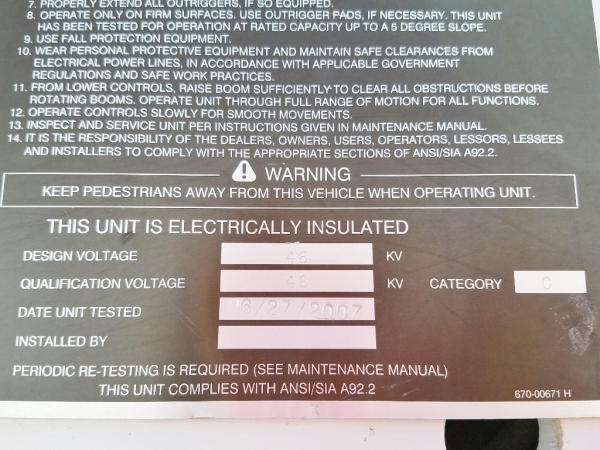 7. PROPERLY EXTEND ALL OUTRIGGERS, IF SO EQUIPPED.
8. OPERATE ONLY ON FIRM SURFACES. USE OUTRIGGER PADS, IF NECESSARY. THIS UNIT
HAS BEEN TESTED FOR OPERATION AT RATED CAPACITY UP TO A 5 DEGREE SLOPE.
9. USE FALL PROTECTION EQUIPMENT.
10. WEAR PERSONAL PROTECTIVE EQUIPMENT AND MAINTAIN SAFE CLEARANCES FROM
ELECTRICAL POWER LINES, IN ACCORDANCE WITH APPLICABLE GOVERNMENT
REGULATIONS AND SAFE WORK PRACTICES.
11. FROM LOWER CONTROLS, RAISE BOOM SUFFICIENTLY TO CLEAR ALL OBSTRUCTIONS BEFORE
ROTATING BOOMS. OPERATE UNIT THROUGH FULL RANGE OF MOTION FOR ALL FUNCTIONS.
12. OPERATE CONTROLS SLOWLY FOR SMOOTH MOVEMENTS.
13. INSPECT AND SERVICE UNIT PER INSTRUCTIONS GIVEN IN MAINTENANCE MANUAL.
14. IT IS THE RESPONSIBILITY OF THE DEALERS, OWNERS, USERS, OPERATORS, LESSORS, LESSEES
AND INSTALLERS TO COMPLY WITH THE APPROPRIATE SECTIONS OF ANSI/SIA A92.2.
WARNING
KEEP PEDESTRIANS AWAY FROM THIS VEHICLE WHEN OPERATING UNIT.
THIS UNIT IS ELECTRICALLY INSULATED
DESIGN VOLTAGE 46 KV
QUALIFICATION VOLTAGE 46 KV CATEGORY C
DATE UNIT TESTED 6/27/2007
INSTALLED BY
PERIODIC RE-TESTING IS REQUIRED (SEE MAINTENANCE MANUAL)
THIS UNIT COMPLIES WITH ANSI/SIA A92.2
670-00671 H